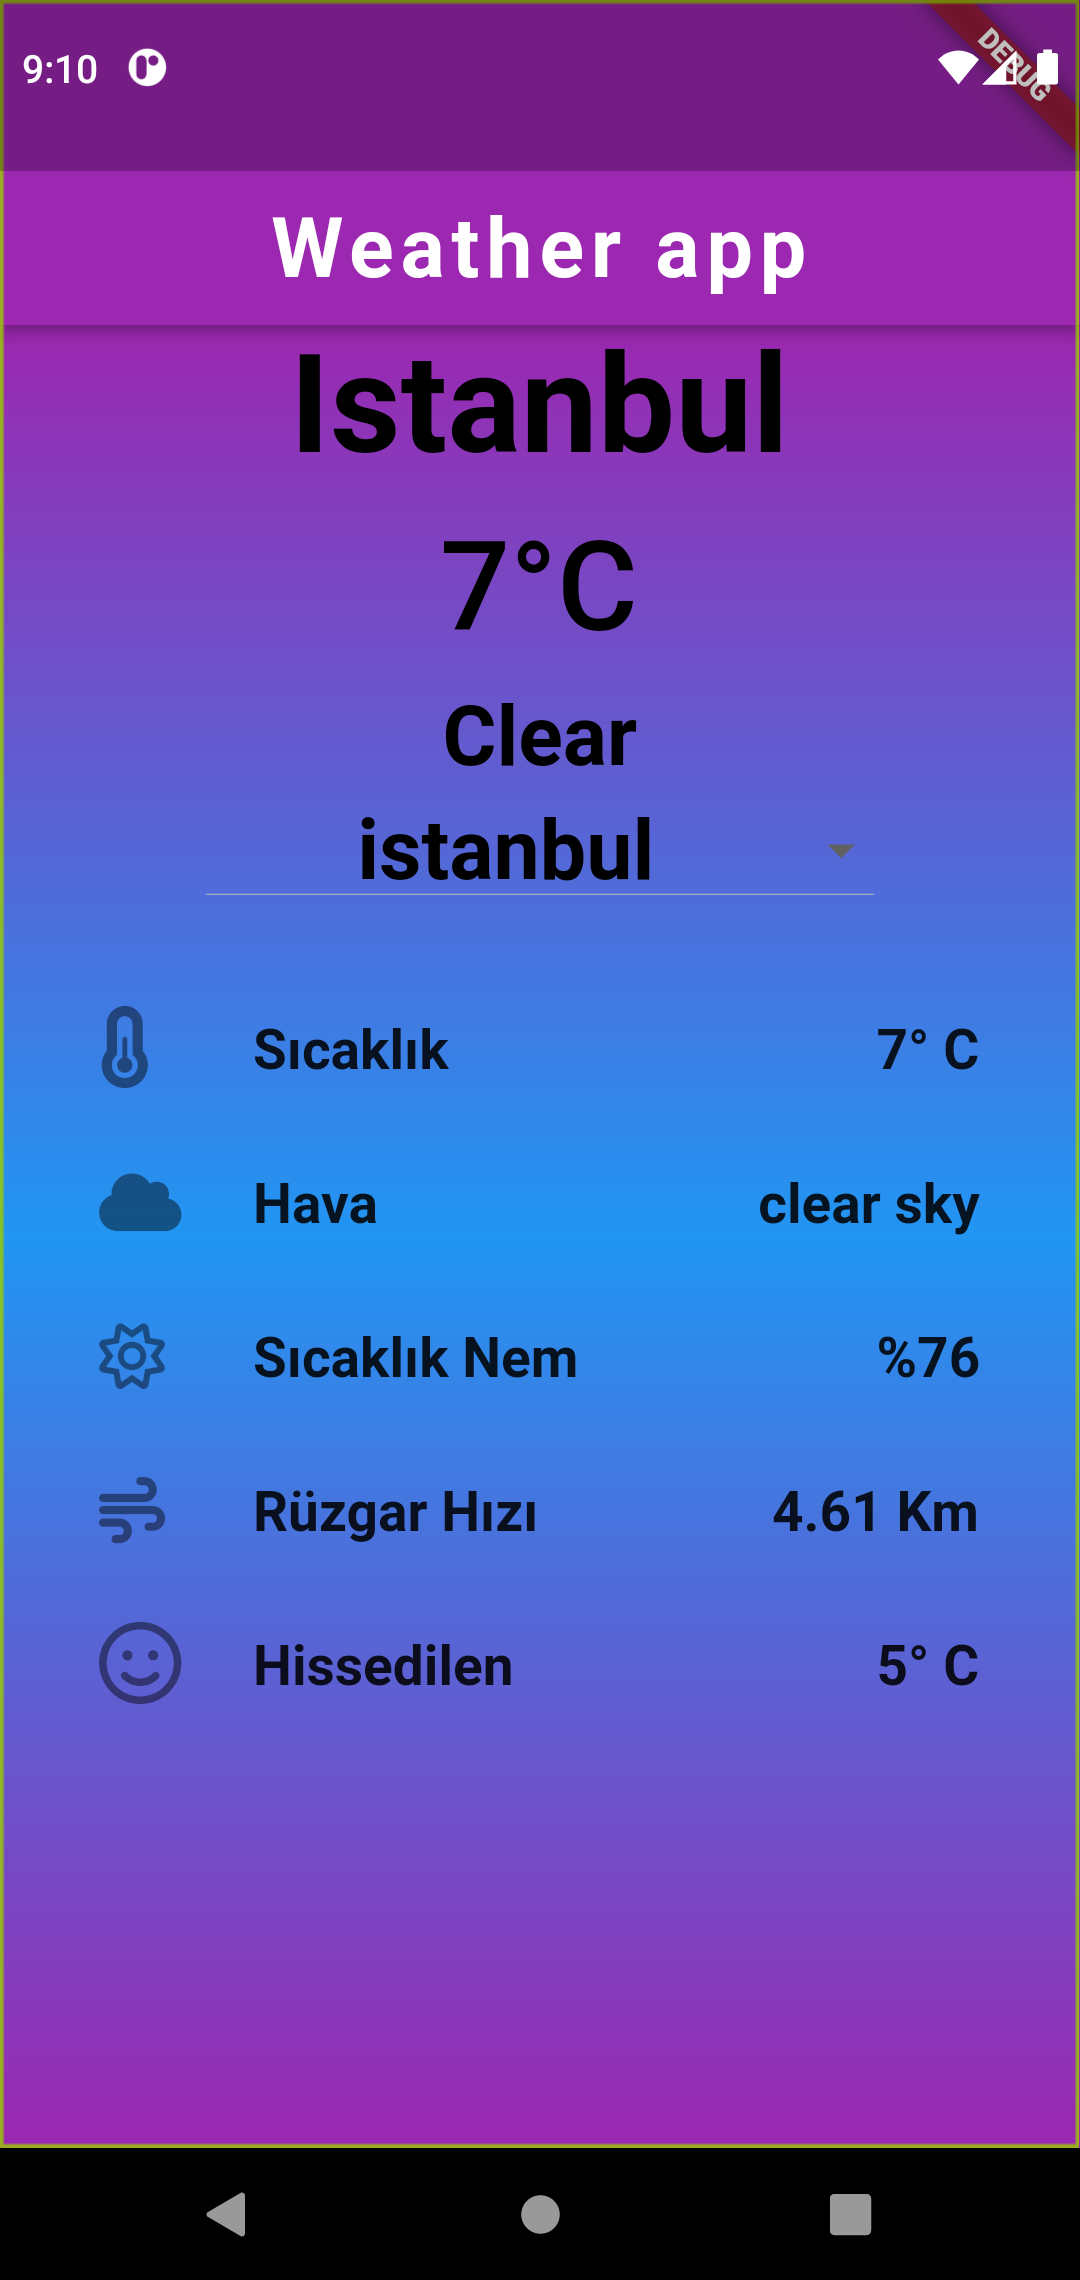 9:10
DEBUG
Weather app
Istanbul
7°C
Clear
istanbul
Sıcaklık 7° C
Hava clear sky
Sıcaklık Nem %76
Rüzgar Hızı 4.61 Km
Hissedilen 5° C